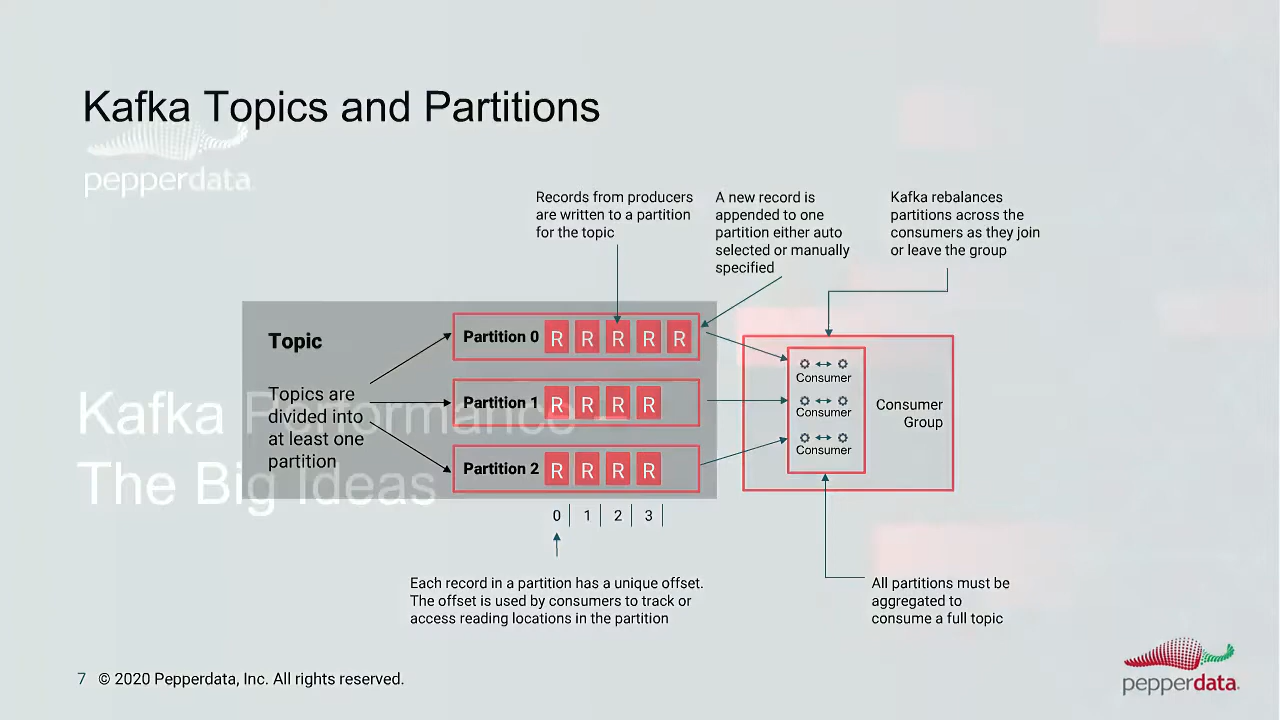 Kafka Topics and Partitions
pepperdata
Records from producers
are written to a partition
for the topic
A new record is
appended to one
partition either auto
selected or manually
specified
Kafka rebalances
partitions across the
consumers as they join
or leave the group
Topic
Topics are
divided into
at least one
partition
Partition 0 R R R R R
Partition 1 R R R R
Partition 2 R R R R
0 | 1 | 2 | 3 |
Consumer
Consumer
Consumer
Consumer
Group
Kafka Performance –
The Big Ideas
Each record in a partition has a unique offset.
The offset is used by consumers to track or
access reading locations in the partition
All partitions must be
aggregated to
consume a full topic
7 © 2020 Pepperdata, Inc. All rights reserved.
pepperdata.